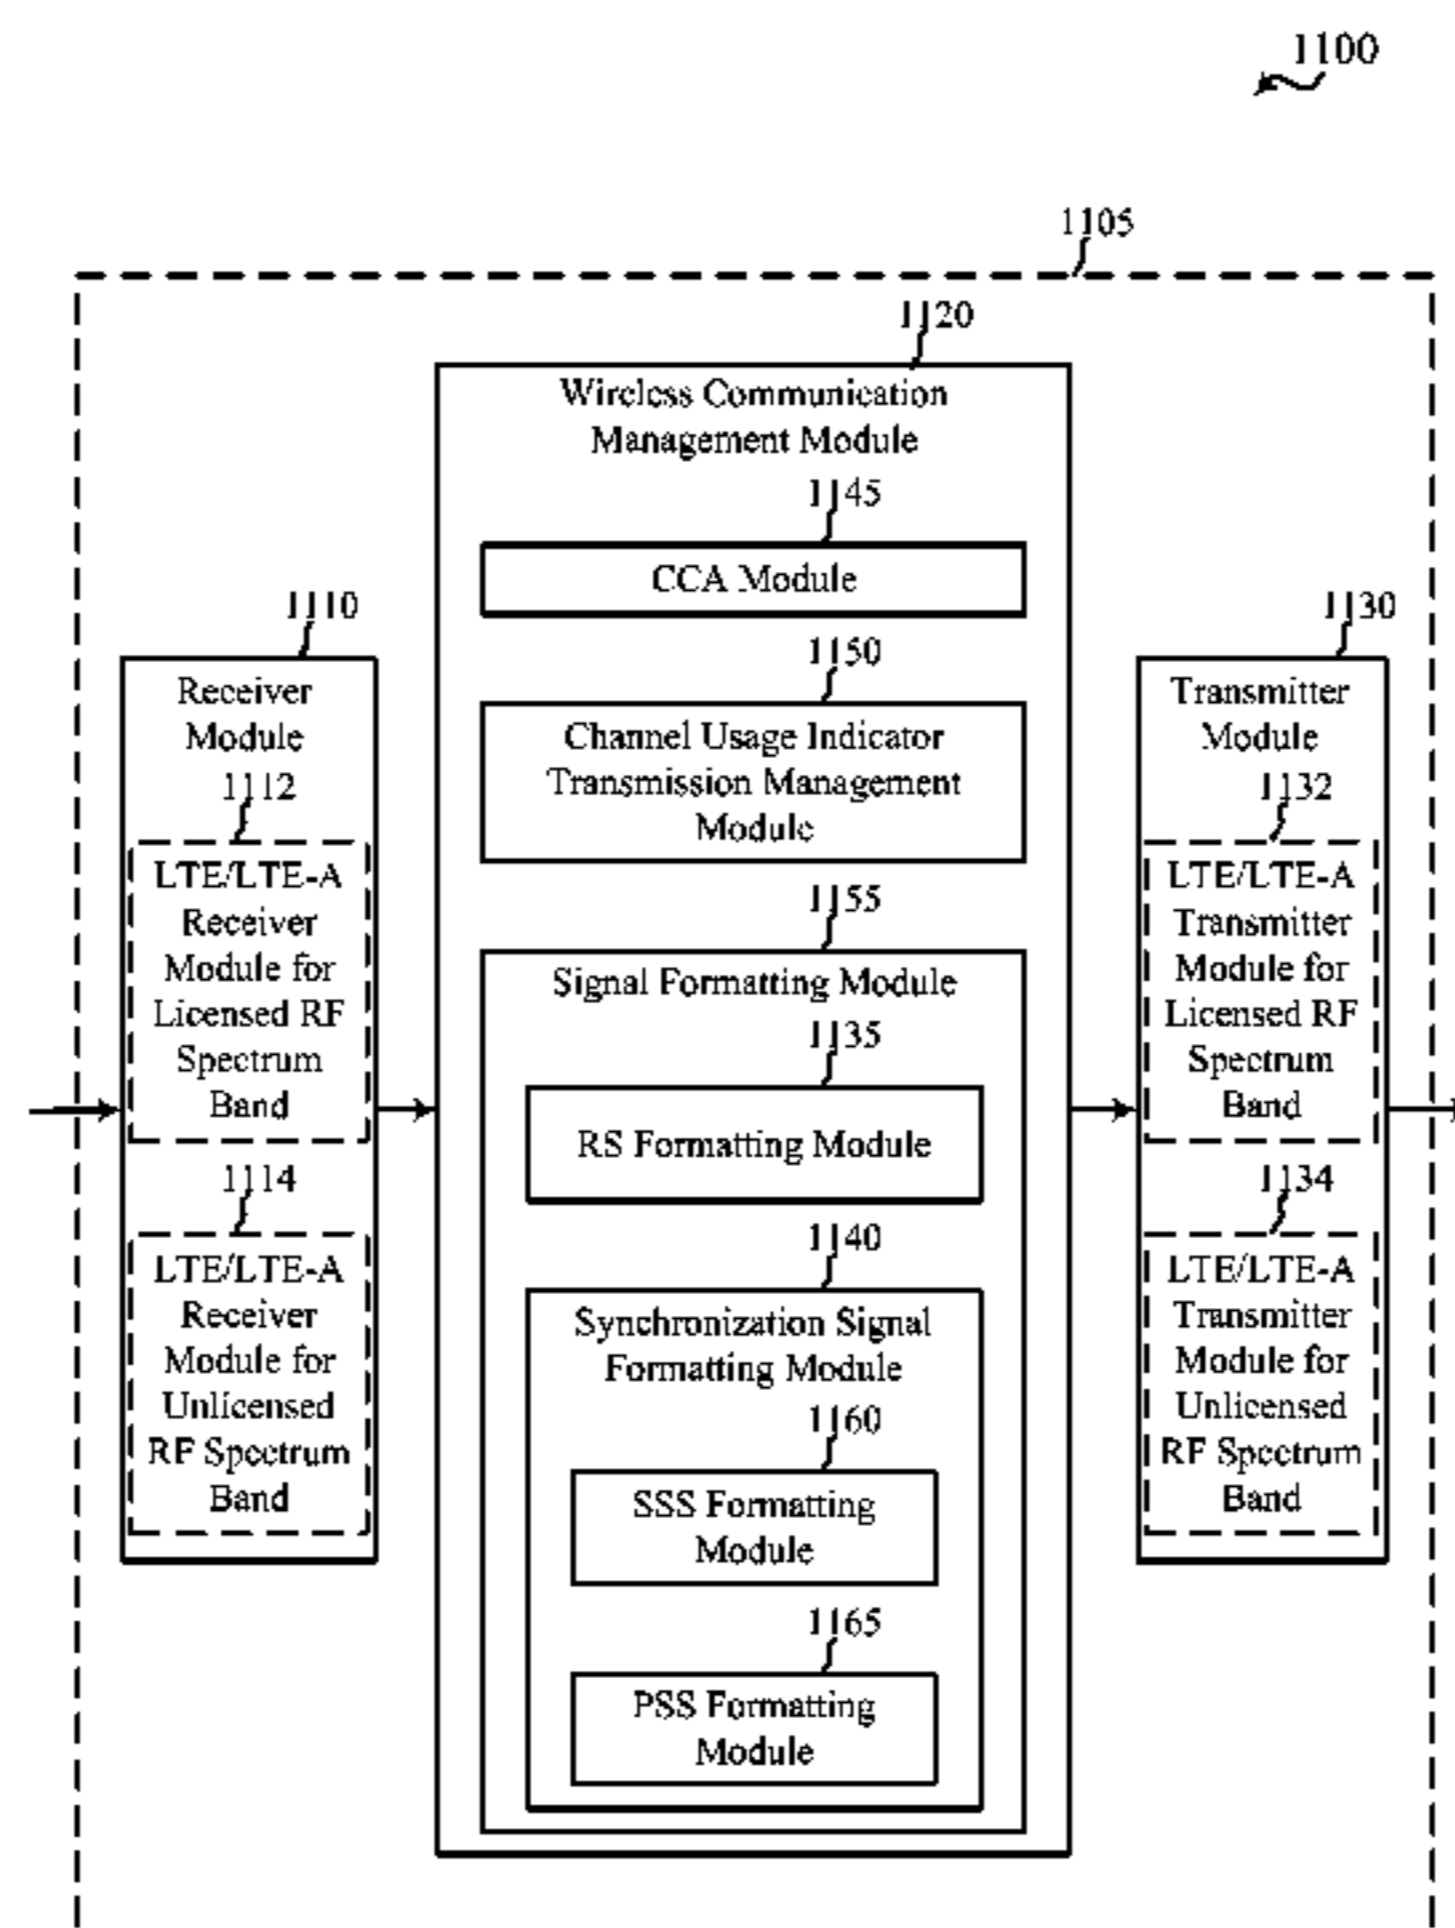 1100
1105
1120
Wireless Communication
Management Module
1145
CCA Module
1150
Channel Usage Indicator
Transmission Management
Module
1155
Signal Formatting Module
1135
RS Formatting Module
1140
Synchronization Signal
Formatting Module
1160
SSS Formatting
Module
1165
PSS Formatting
Module
1110
Receiver
Module
1112
LTE/LTE-A
Receiver
Module for
Licensed RF
Spectrum
Band
1114
LTE/LTE-A
Receiver
Module for
Unlicensed
RF Spectrum
Band
1130
Transmitter
Module
1132
LTE/LTE-A
Transmitter
Module for
Licensed RF
Spectrum
Band
1134
LTE/LTE-A
Transmitter
Module for
Unlicensed
RF Spectrum
Band